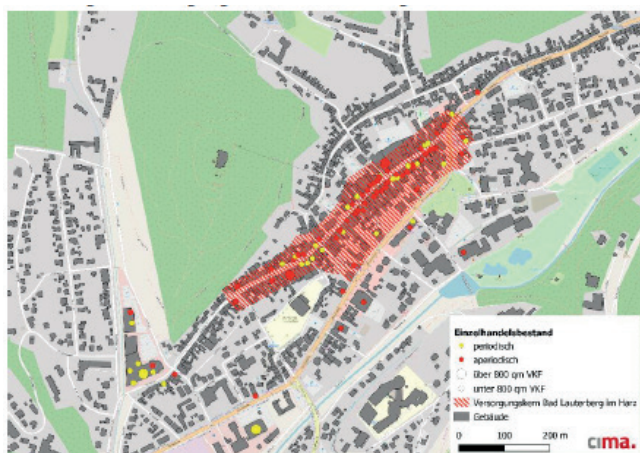 Einzelhandelsbestand
periodisch
aperiodisch
über 800 qm VKF
unter 800 qm VKF
Versorgungskern Bad Lauterberg im Harz
Gebäude
0 100 200 m
cima.